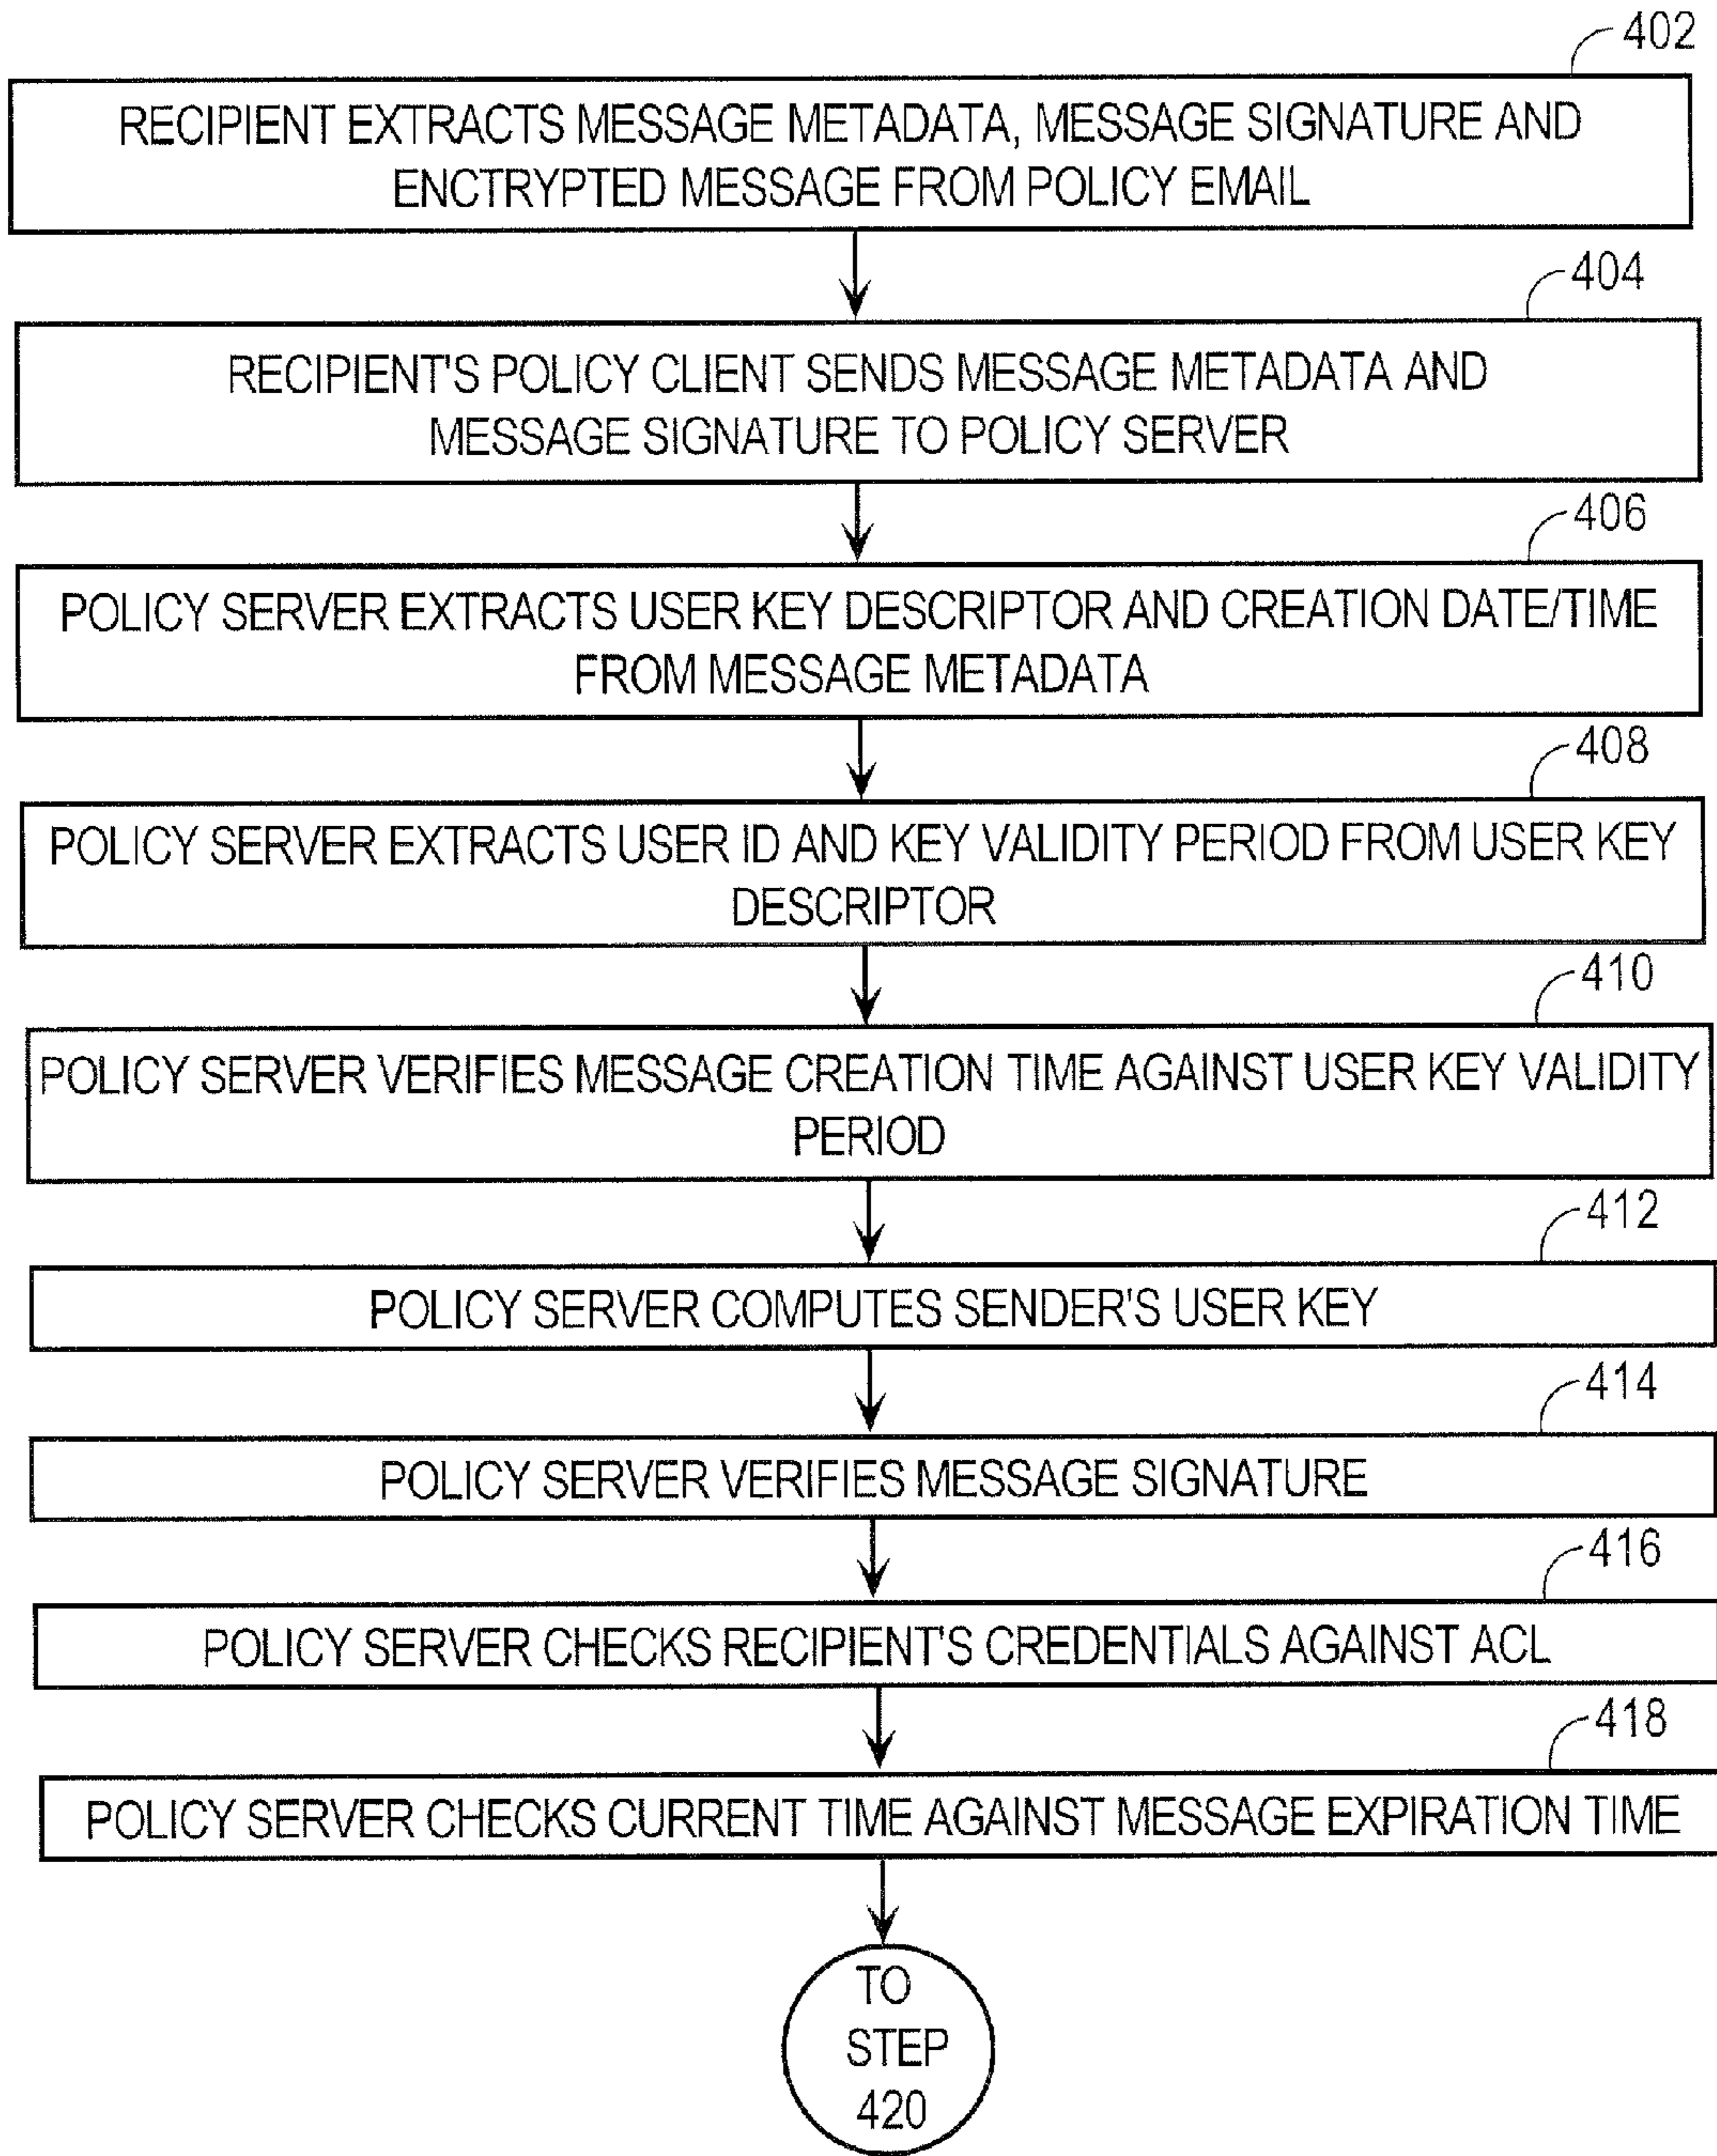 402
RECIPIENT EXTRACTS MESSAGE METADATA, MESSAGE SIGNATURE AND
ENCTRYPTED MESSAGE FROM POLICY EMAIL
404
RECIPIENT'S POLICY CLIENT SENDS MESSAGE METADATA AND
MESSAGE SIGNATURE TO POLICY SERVER
406
POLICY SERVER EXTRACTS USER KEY DESCRIPTOR AND CREATION DATE/TIME
FROM MESSAGE METADATA
408
POLICY SERVER EXTRACTS USER ID AND KEY VALIDITY PERIOD FROM USER KEY
DESCRIPTOR
410
POLICY SERVER VERIFIES MESSAGE CREATION TIME AGAINST USER KEY VALIDITY
PERIOD
412
POLICY SERVER COMPUTES SENDER'S USER KEY
414
POLICY SERVER VERIFIES MESSAGE SIGNATURE
416
POLICY SERVER CHECKS RECIPIENT'S CREDENTIALS AGAINST ACL
418
POLICY SERVER CHECKS CURRENT TIME AGAINST MESSAGE EXPIRATION TIME
TO
STEP
420